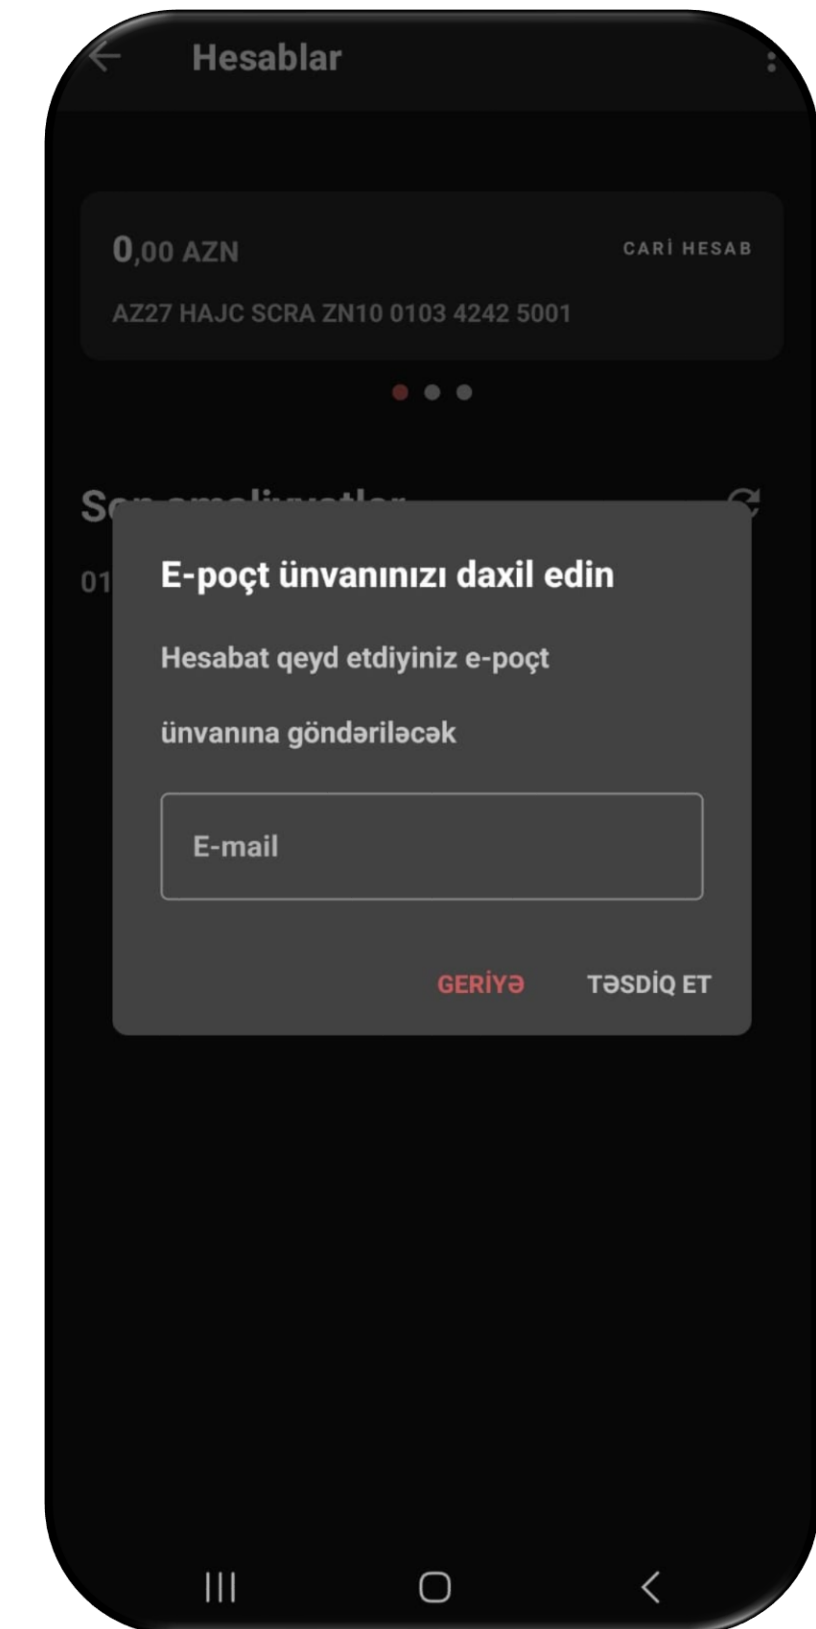 Hesablar
0,00 AZN
CARİ HESAB
AZ27 HAJC SCRA ZN10 0103 4242 5001
01
E-poçt ünvanınızı daxil edin
Hesabat qeyd etdiyiniz e-poçt
ünvanına göndəriləcək
E-mail
GERİYƏ
TƏSDİQ ET